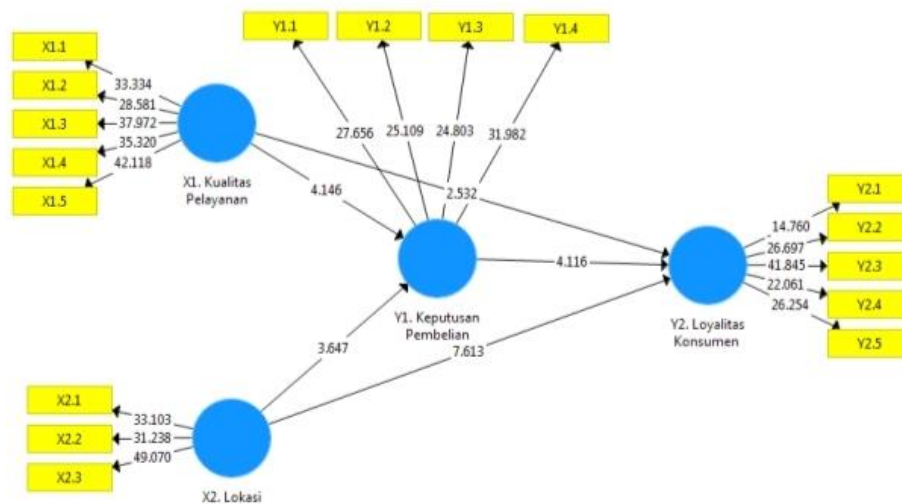 X1.1
X1.2
X1.3
X1.4
X1.5
33.334
28.581
37.972
35.320
42.118
X1. Kualitas
Pelayanan
Y1.1
Y1.2
Y1.3
Y1.4
27.656
25.109
24.803
31.982
4.146
2.532
Y1. Keputusan
Pembelian
4.116
3.647
7.613
Y2.1
Y2.2
Y2.3
Y2.4
Y2.5
14.760
26.697
41.845
22.061
26.254
Y2. Loyalitas
Konsumen
X2.1
X2.2
X2.3
33.103
31.238
49.070
X2. Lokasi